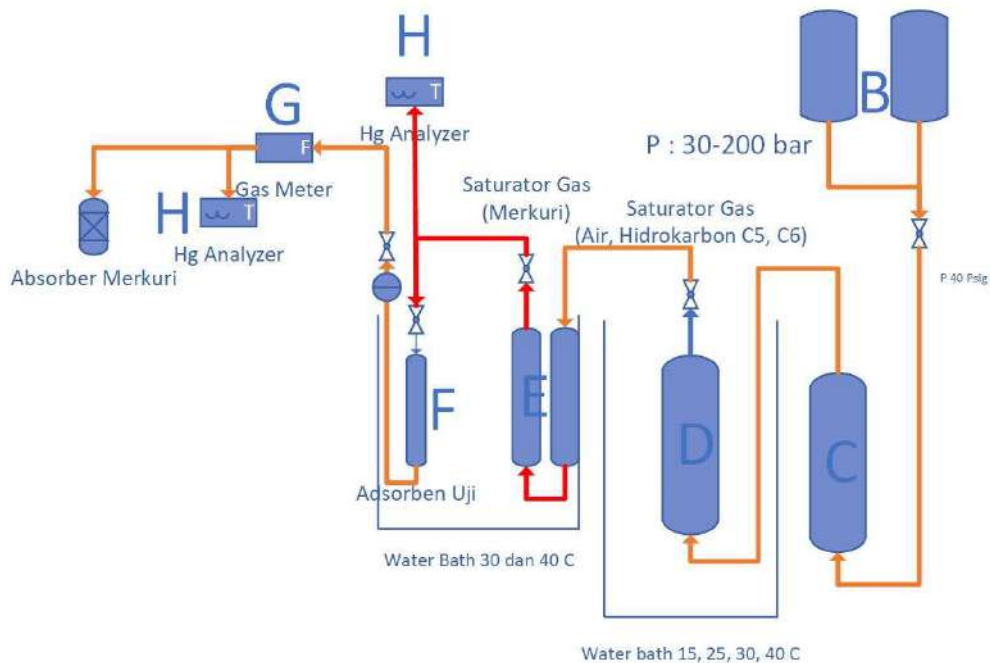 H
T
Hg Analyzer
G
F
Gas Meter
H
T
Hg Analyzer
Absorber Merkuri
B
P : 30-200 bar
Saturator Gas
(Merkuri)
Saturator Gas
(Air, Hidrokarbon C5, C6)
P 40 Psig
F
E
D
C
Adsorben Uji
Water Bath 30 dan 40 C
Water bath 15, 25, 30, 40 C